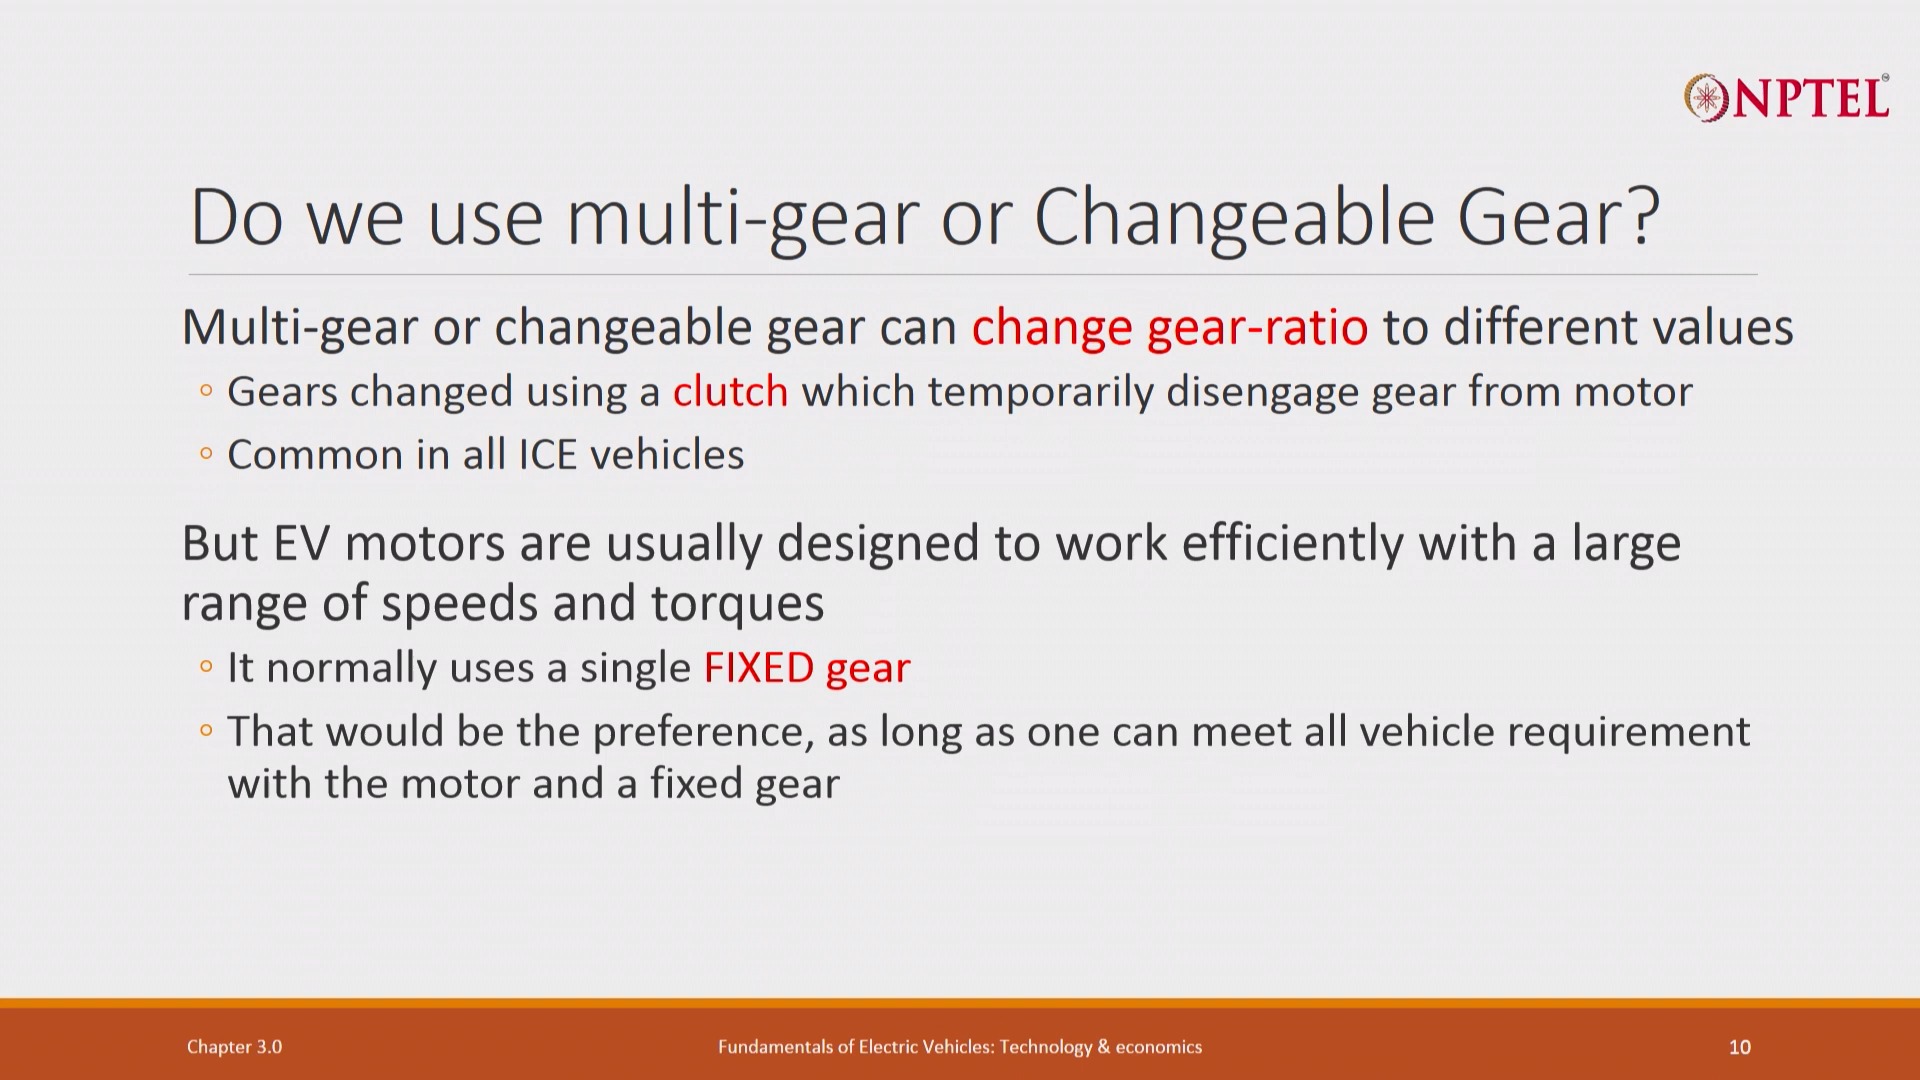 NPTEL
Do we use multi-gear or Changeable Gear?
Multi-gear or changeable gear can change gear-ratio to different values
◦ Gears changed using a clutch which temporarily disengage gear from motor
◦ Common in all ICE vehicles
But EV motors are usually designed to work efficiently with a large
range of speeds and torques
◦ It normally uses a single FIXED gear
◦ That would be the preference, as long as one can meet all vehicle requirement
with the motor and a fixed gear
Chapter 3.0
Fundamentals of Electric Vehicles: Technology & economics
10